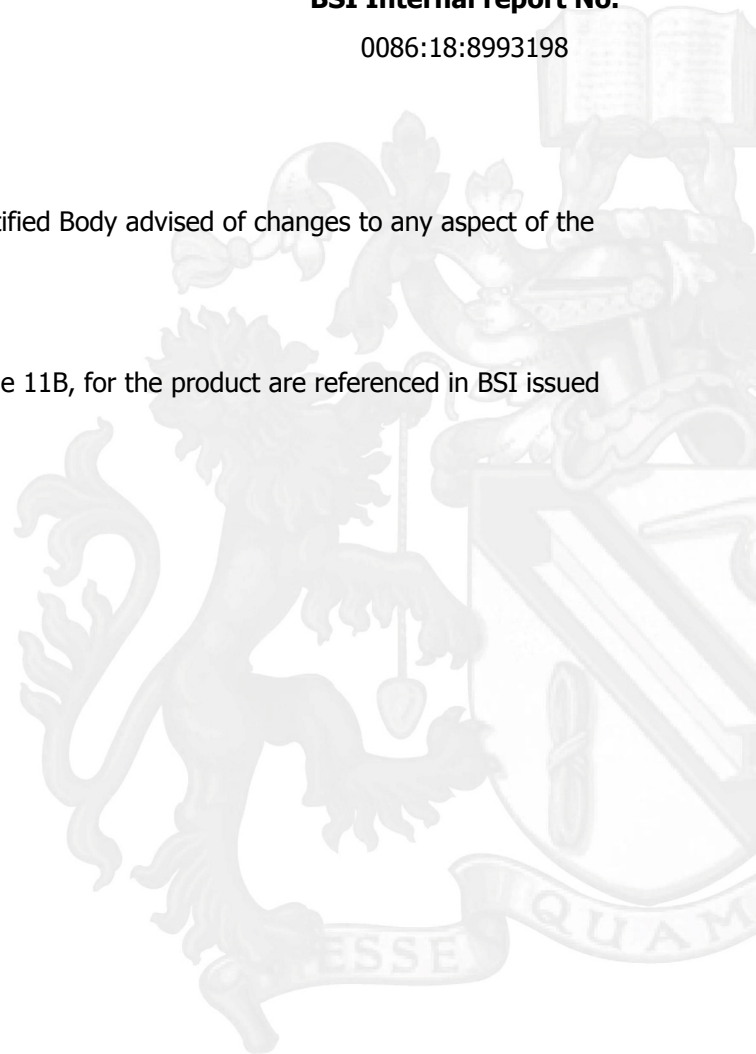 BSI Internal report No.
0086:18:8993198
tified Body advised of changes to any aspect of the
e 11B, for the product are referenced in BSI issued
ESSE
QUAM